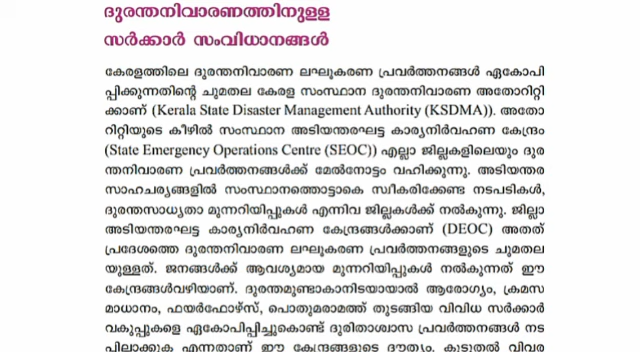 ദുരന്തനിവാരണത്തിനുള്ള
സർക്കാർ സംവിധാനങ്ങൾ
കേരളത്തിലെ ദുരന്തനിവാരണ ലഘൂകരണ പ്രവർത്തനങ്ങൾ ഏകോപി
പ്പിക്കുന്നതിന്റെ ചുമതല കേരള സംസ്ഥാന ദുരന്തനിവാരണ അതോറിറ്റി
ക്കാണ് (Kerala State Disaster Management Authority (KSDMA)). അതോ
റിറ്റിയുടെ കീഴിൽ സംസ്ഥാന അടിയന്തരഘട്ട കാര്യനിർവഹണ കേന്ദ്രം
(State Emergency Operations Centre (SEOC)) എല്ലാ ജില്ലകളിലെയും ദുര
ന്തനിവാരണ പ്രവർത്തനങ്ങൾക്ക് മേൽനോട്ടം വഹിക്കുന്നു. അടിയന്തര
സാഹചര്യങ്ങളിൽ സംസ്ഥാനത്തൊട്ടാകെ സ്വീകരിക്കേണ്ട നടപടികൾ,
ദുരന്തസാധ്യതാ മുന്നറിയിപ്പുകൾ എന്നിവ ജില്ലകൾക്ക് നൽകുന്നു. ജില്ലാ
അടിയന്തരഘട്ട കാര്യനിർവഹണ കേന്ദ്രങ്ങൾക്കാണ് (DEOC) അതത്
പ്രദേശത്തെ ദുരന്തനിവാരണ ലഘൂകരണ പ്രവർത്തനങ്ങളുടെ ചുമതല
യുള്ളത്. ജനങ്ങൾക്ക് ആവശ്യമായ മുന്നറിയിപ്പുകൾ നൽകുന്നത് ഈ
കേന്ദ്രങ്ങൾവഴിയാണ്. ദുരന്തമുണ്ടാകാനിടയായാൽ ആരോഗ്യം, ക്രമസ
മാധാനം, ഫയർഫോഴ്സ്, പൊതുമരാമത്ത് തുടങ്ങിയ വിവിധ സർക്കാർ
വകുപ്പുകളെ ഏകോപിപ്പിച്ചുകൊണ്ട് ദുരിതാശ്വാസ പ്രവർത്തനങ്ങൾ നട
പ്പിലാക്കുക എന്നതാണ് ഈ കേന്ദ്രങ്ങളുടെ ദൗത്യം. കൂടുതൽ വിവര